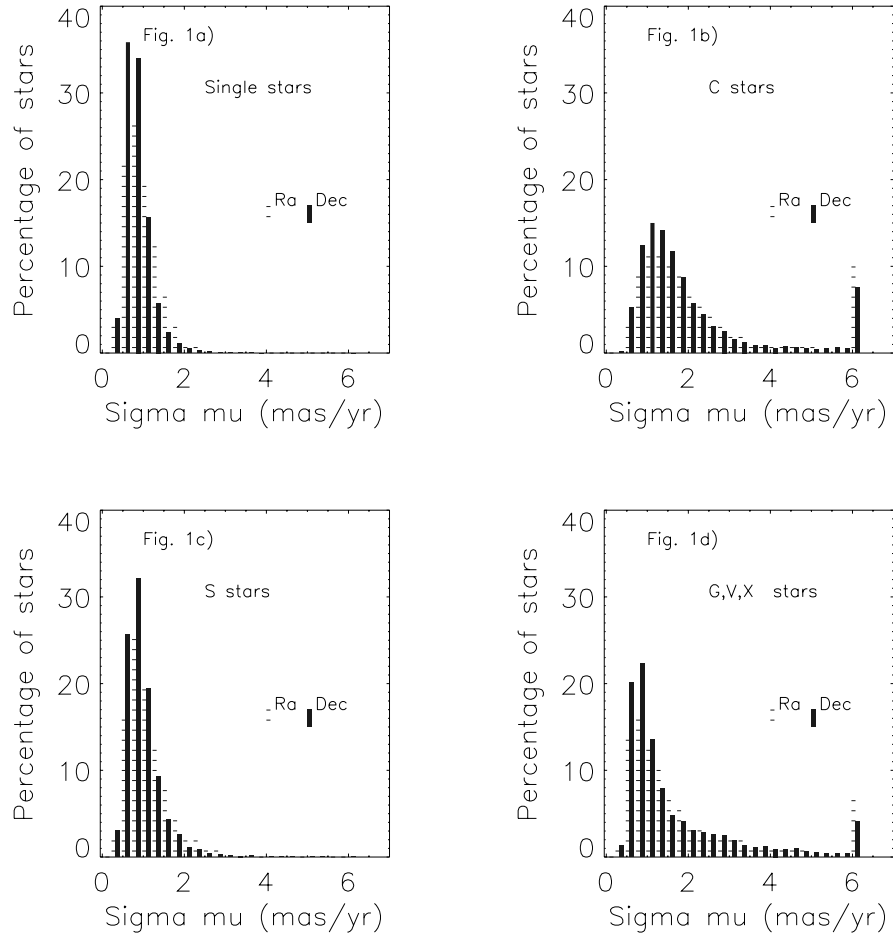 Fig. 1a)
Single stars
Ra Dec
Percentage of stars
40
30
20
10
0
0 2 4 6
Sigma mu (mas/yr)
Fig. 1b)
C stars
Ra Dec
Percentage of stars
40
30
20
10
0
0 2 4 6
Sigma mu (mas/yr)
Fig. 1c)
S stars
Ra Dec
Percentage of stars
40
30
20
10
0
0 2 4 6
Sigma mu (mas/yr)
Fig. 1d)
G,V,X stars
Ra Dec
Percentage of stars
40
30
20
10
0
0 2 4 6
Sigma mu (mas/yr)